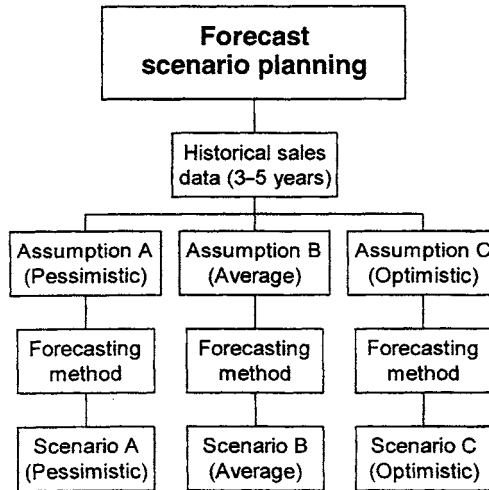 Forecast
scenario planning
Historical sales
data (3–5 years)
Assumption A
(Pessimistic)
Assumption B
(Average)
Assumption C
(Optimistic)
Forecasting
method
Forecasting
method
Forecasting
method
Scenario A
(Pessimistic)
Scenario B
(Average)
Scenario C
(Optimistic)